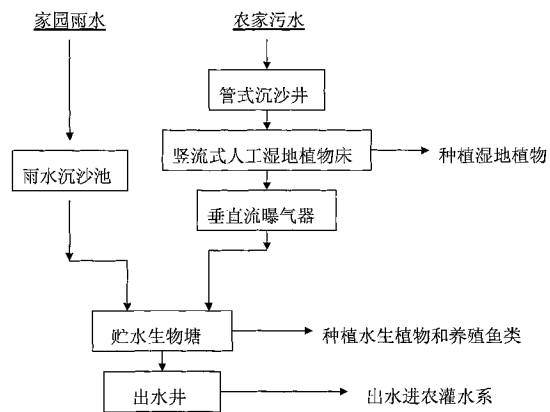 家园雨水
农家污水
管式沉沙井
竖流式人工湿地植物床
种植湿地植物
雨水沉沙池
垂直流曝气器
贮水生物塘
种植水生植物和养殖鱼类
出水井
出水进农灌水系